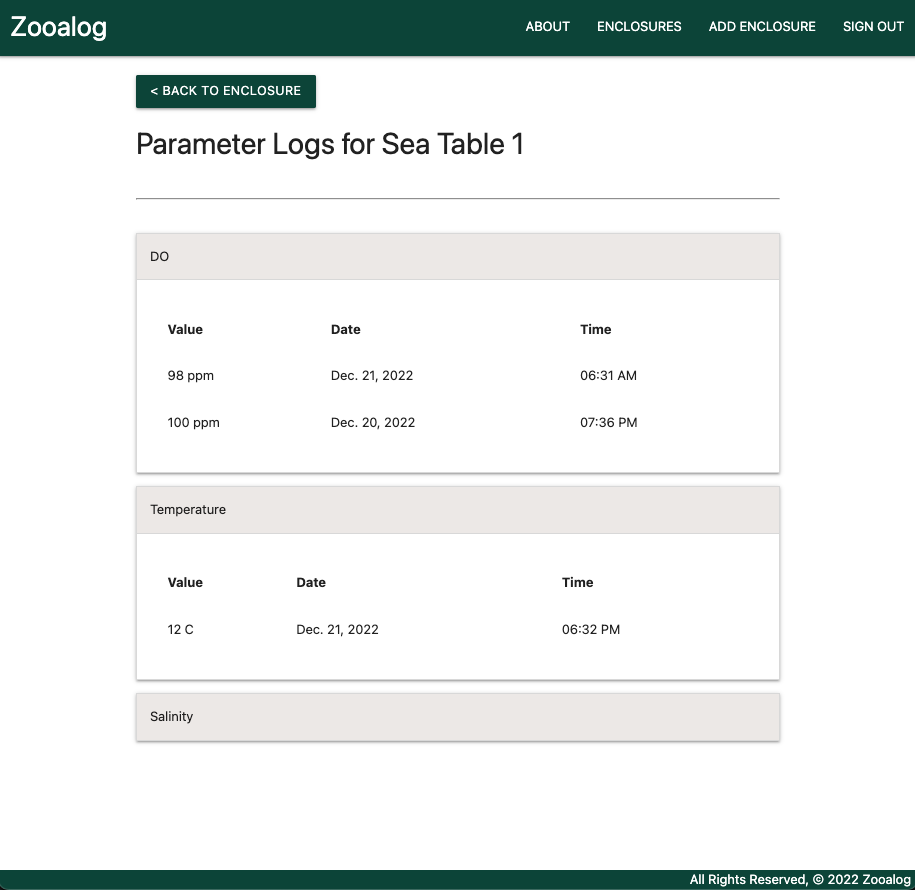 Zooalog
ABOUT ENCLOSURES ADD ENCLOSURE SIGN OUT
< BACK TO ENCLOSURE
Parameter Logs for Sea Table 1
DO
Value Date Time
98 ppm Dec. 21, 2022 06:31 AM
100 ppm Dec. 20, 2022 07:36 PM
Temperature
Value Date Time
12 C Dec. 21, 2022 06:32 PM
Salinity
All Rights Reserved, © 2022 Zooalog